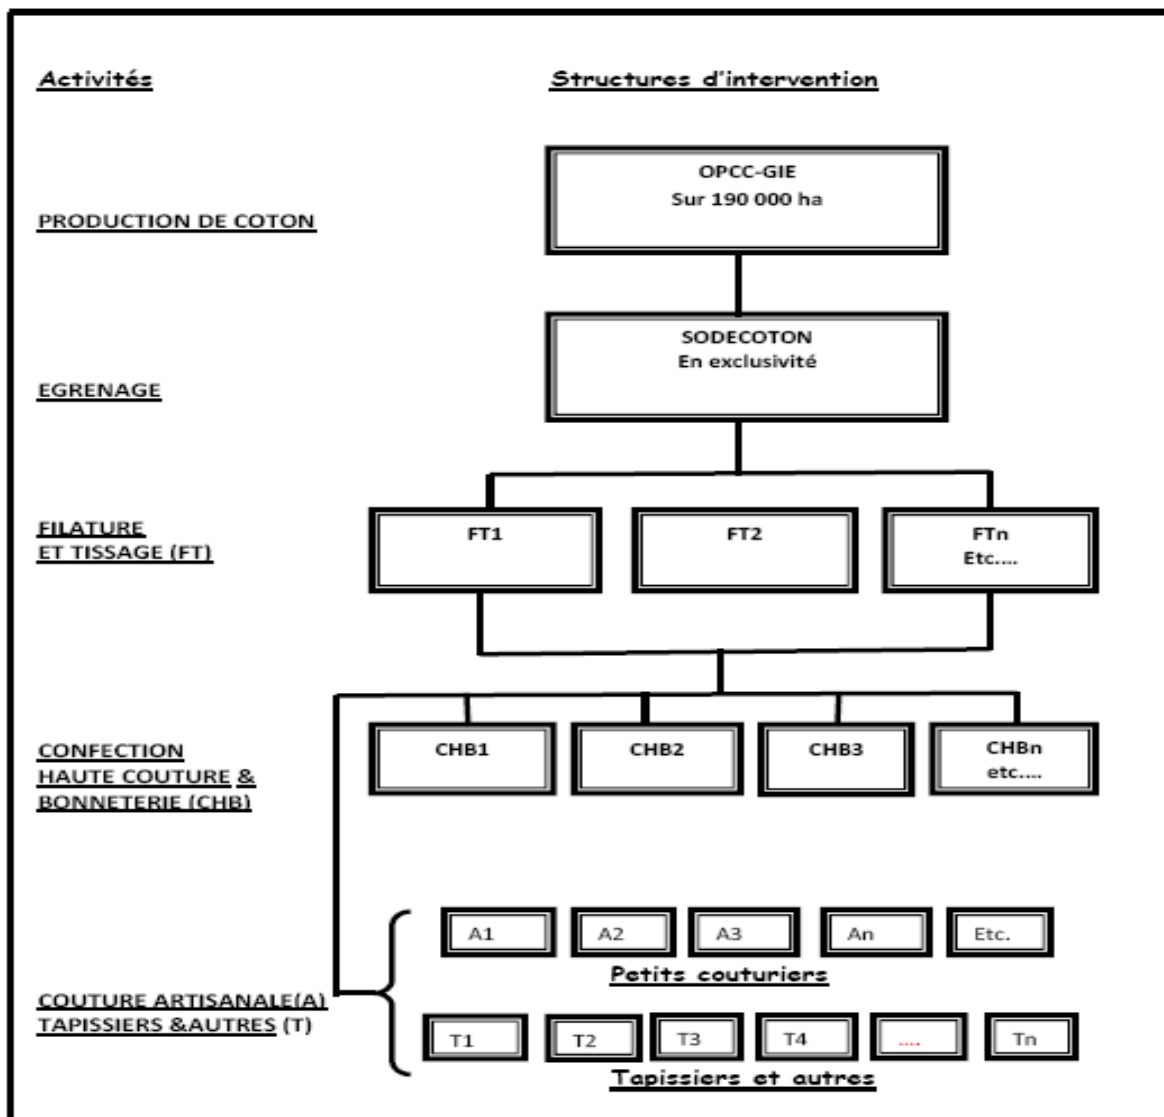 Activités
Structures d'intervention
OPCC-GIE
Sur 190 000 ha
PRODUCTION DE COTON
SODECOTON
En exclusivité
EGRENAGE
FILATURE
ET TISSAGE (FT)
FT1
FT2
FTn
Etc....
CONFECTION
HAUTE COUTURE &
BONNETERIE (CHB)
CHB1
CHB2
CHB3
CHBn
etc....
A1
A2
A3
An
Etc.
Petits couturiers
COUTURE ARTISANALE(A)
TAPISSIERS &AUTRES (T)
T1
T2
T3
T4
....
Tn
Tapissiers et autres